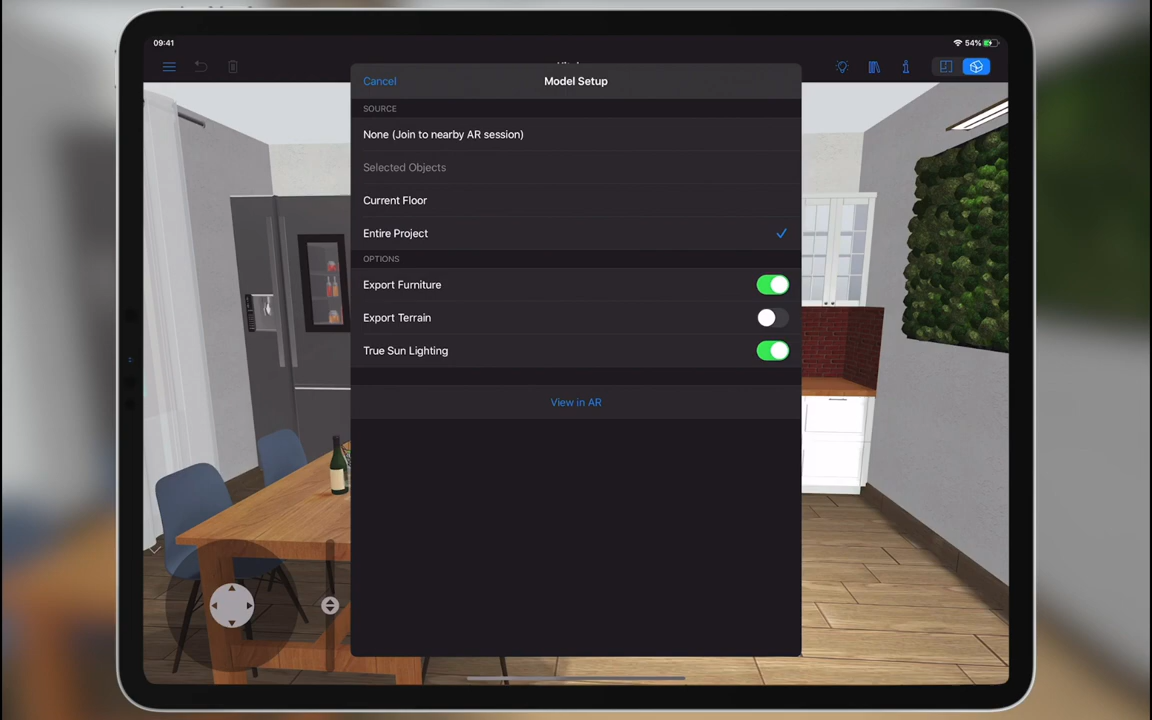 09:41
54%
Cancel
Model Setup
SOURCE
None (Join to nearby AR session)
Selected Objects
Current Floor
Entire Project
OPTIONS
Export Furniture
Export Terrain
True Sun Lighting
View in AR